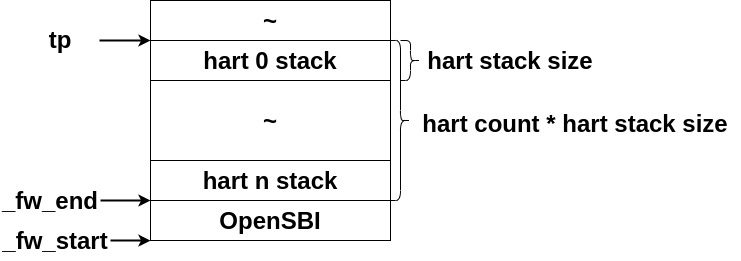 ~
tp
hart 0 stack
hart stack size
~
hart count * hart stack size
hart n stack
_fw_end
OpenSBI
_fw_start